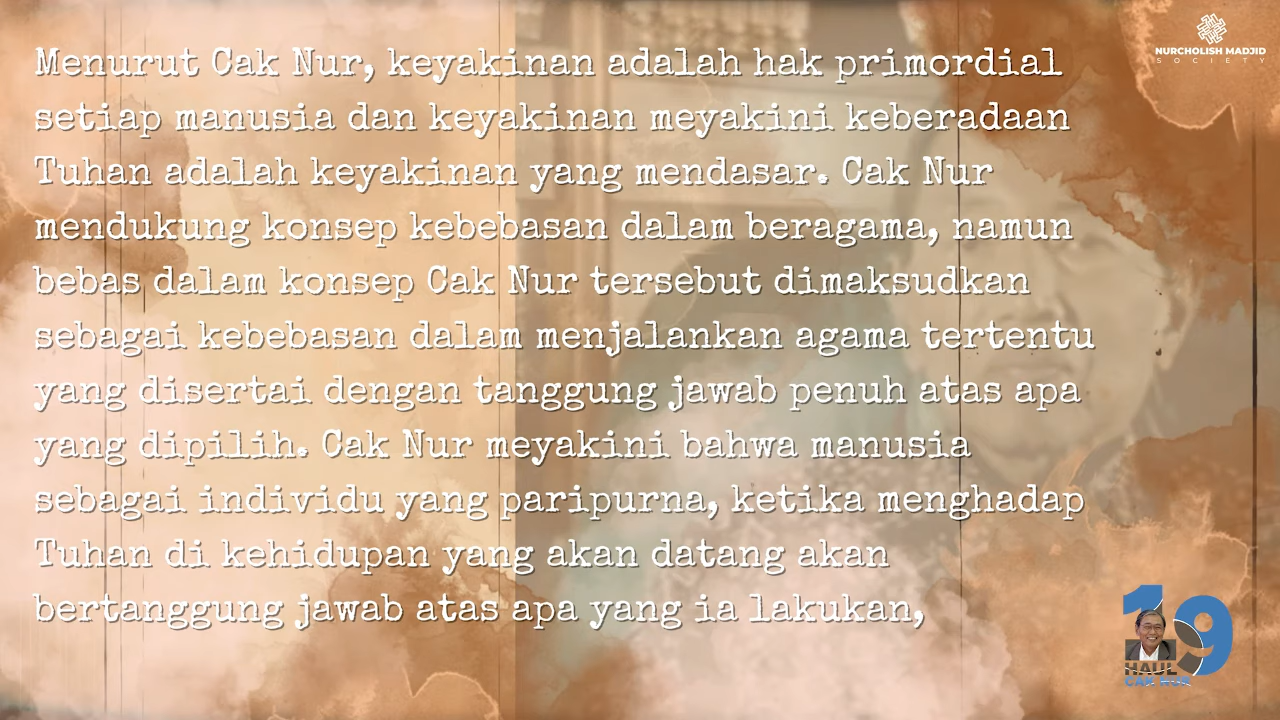 NURCHOLISH MADJID
SOCIETY
Menurut Cak Nur, keyakinan adalah hak primordial
setiap manusia dan keyakinan meyakini keberadaan
Tuhan adalah keyakinan yang mendasar. Cak Nur
mendukung konsep kebebasan dalam beragama, namun
bebas dalam konsep Cak Nur tersebut dimaksudkan
sebagai kebebasan dalam menjalankan agama tertentu
yang disertai dengan tanggung jawab penuh atas apa
yang dipilih. Cak Nur meyakini bahwa manusia
sebagai individu yang paripurna, ketika menghadap
Tuhan di kehidupan yang akan datang akan
bertanggung jawab atas apa yang ia lakukan,
19
HAUL
CAK NUR